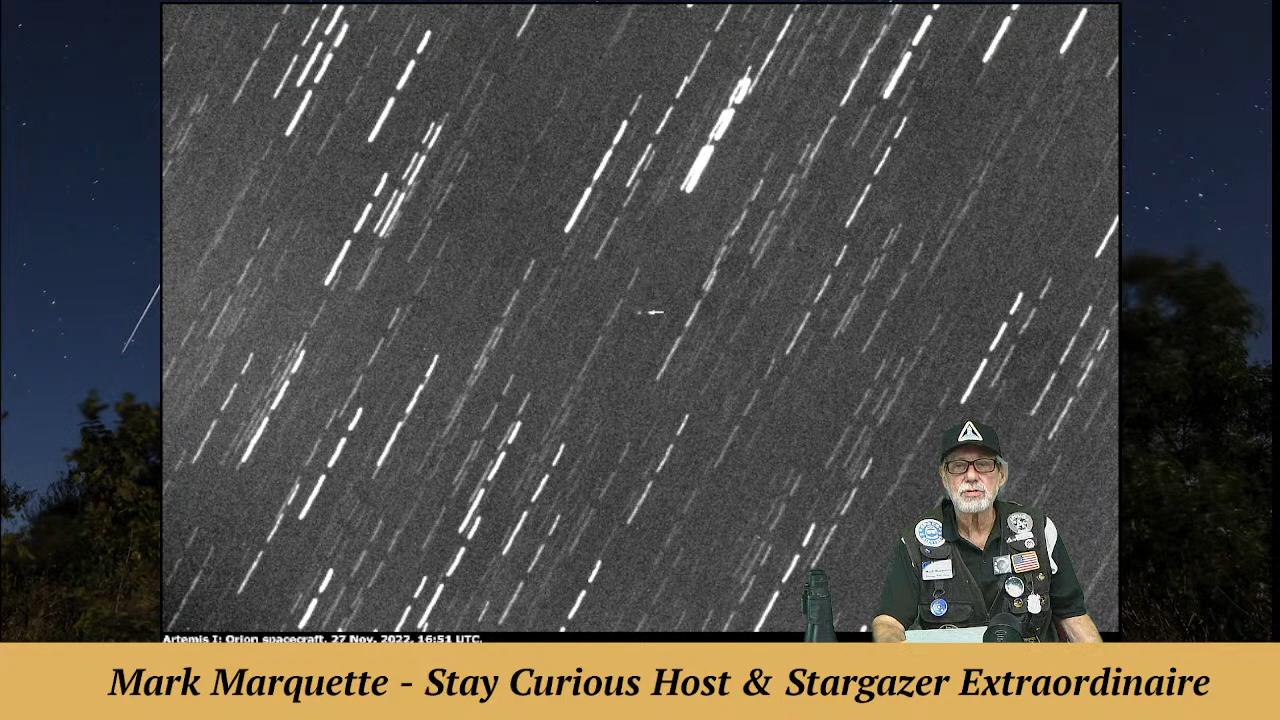 Artemis I: Orion spacecraft. 27 Nov. 2022, 16:51 UTC.
Mark Marquette - Stay Curious Host & Stargazer Extraordinaire